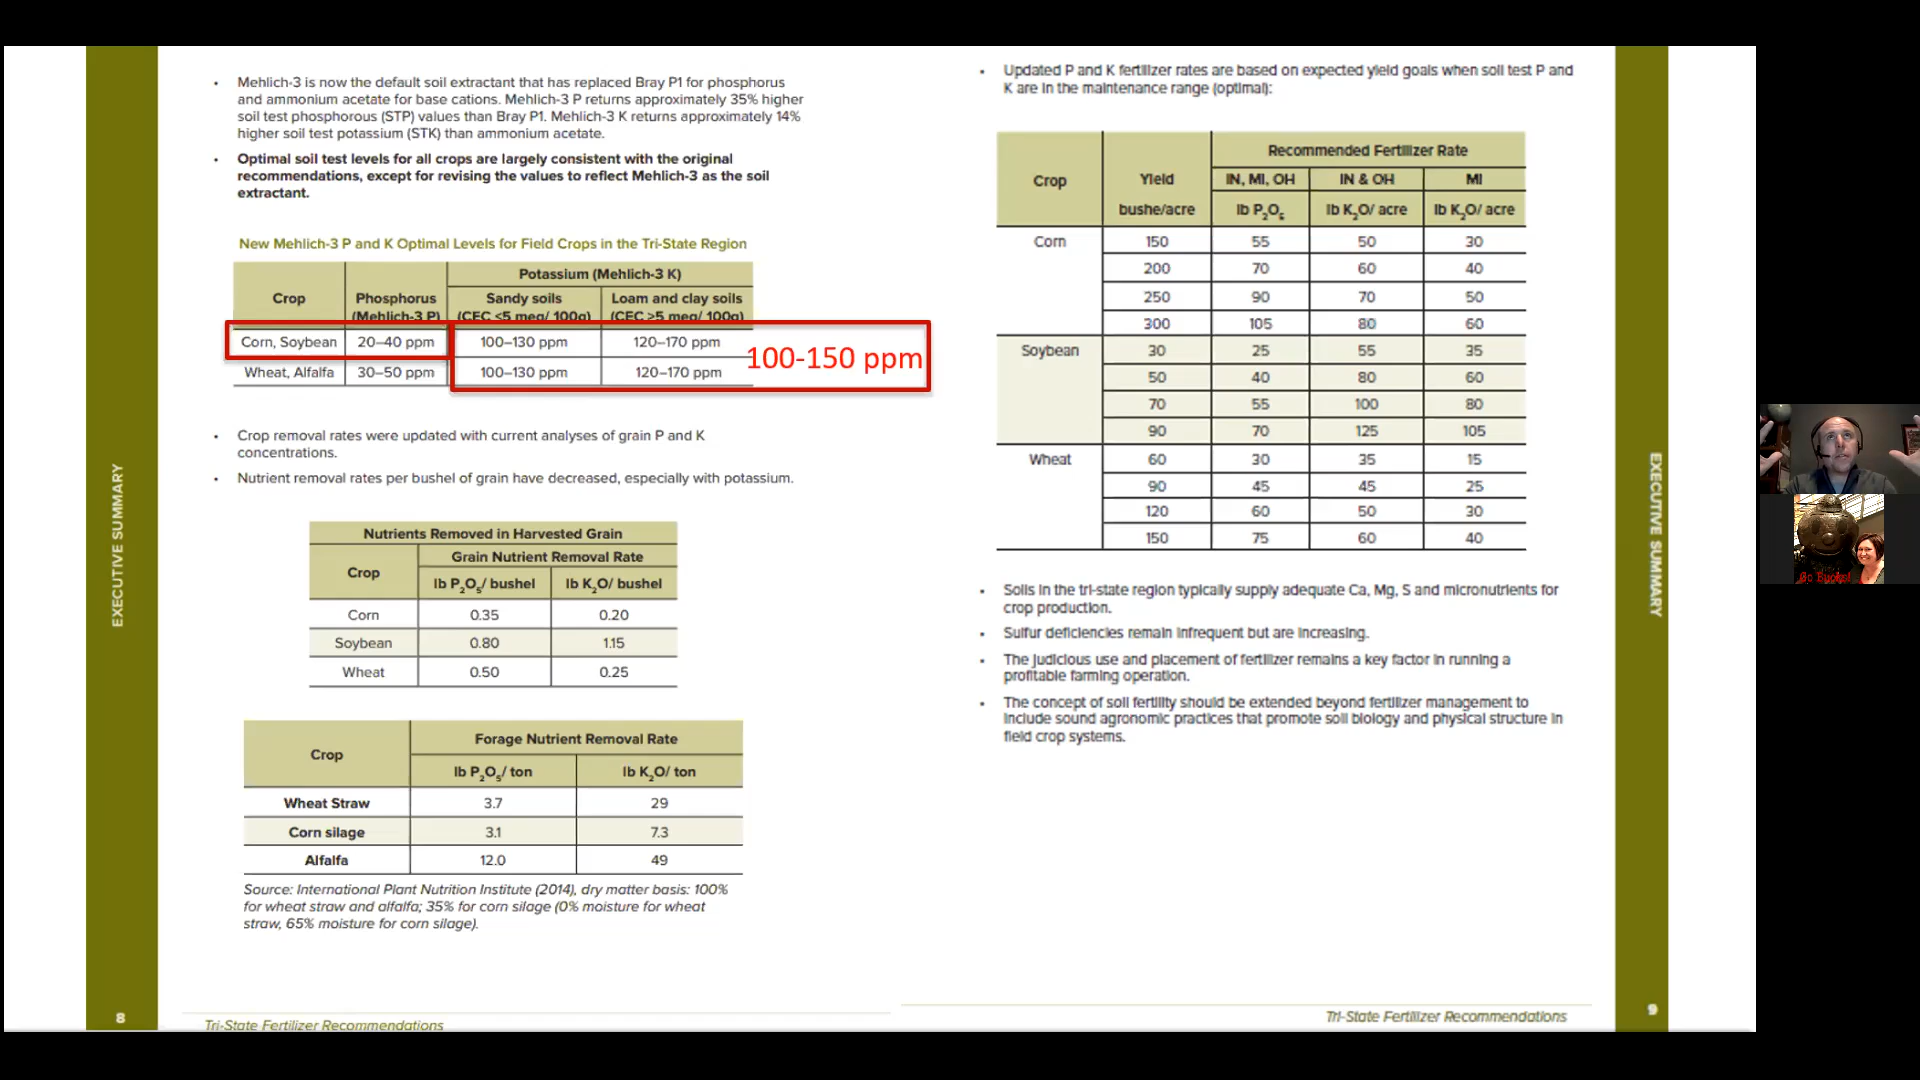 • Mehlich-3 is now the default soil extractant that has replaced Bray P1 for phosphorus
and ammonium acetate for base cations. Mehlich-3 P returns approximately 35% higher
soil test phosphorous (STP) values than Bray P1. Mehlich-3 K returns approximately 14%
higher soil test potassium (STK) than ammonium acetate.
• Optimal soil test levels for all crops are largely consistent with the original
recommendations, except for revising the values to reflect Mehlich-3 as the soil
extractant.
New Mehlich-3 P and K Optimal Levels for Field Crops in the Tri-State Region
Potassium (Mehlich-3 K)
Crop Phosphorus Sandy soils Loam and clay soils
(Mehlich-3 P) (CEC <5 meq/ 100g) (CEC >5 meq/ 100g)
Corn, Soybean 20–40 ppm 100–130 ppm 120–170 ppm
100-150 ppm
Wheat, Alfalfa 30–50 ppm 100–130 ppm 120–170 ppm
• Crop removal rates were updated with current analyses of grain P and K
concentrations.
• Nutrient removal rates per bushel of grain have decreased, especially with potassium.
Nutrients Removed in Harvested Grain
Crop Grain Nutrient Removal Rate
lb P₂O₅/ bushel lb K₂O/ bushel
Corn 0.35 0.20
Soybean 0.80 1.15
Wheat 0.50 0.25
Crop Forage Nutrient Removal Rate
lb P₂O₅/ ton lb K₂O/ ton
Wheat Straw 3.7 29
Corn silage 3.1 7.3
Alfalfa 12.0 49
Source: International Plant Nutrition Institute (2014), dry matter basis: 100%
for wheat straw and alfalfa; 35% for corn silage (0% moisture for wheat
straw, 65% moisture for corn silage).
EXECUTIVE SUMMARY
8
Tri-State Fertilizer Recommendations
• Updated P and K fertilizer rates are based on expected yield goals when soil test P and
K are in the maintenance range (optimal):
Recommended Fertilizer Rate
Crop Yield IN, MI, OH IN & OH MI
bushe/acre lb P₂O₅ lb K₂O/ acre lb K₂O/ acre
Corn 150 55 50 30
200 70 60 40
250 90 70 50
300 105 80 60
Soybean 30 25 55 35
50 40 80 60
70 55 100 80
90 70 125 105
Wheat 60 30 35 15
90 45 45 25
120 60 50 30
150 75 60 40
• Soils in the tri-state region typically supply adequate Ca, Mg, S and micronutrients for
crop production.
• Sulfur deficiencies remain infrequent but are increasing.
• The judicious use and placement of fertilizer remains a key factor in running a
profitable farming operation.
• The concept of soil fertility should be extended beyond fertilizer management to
include sound agronomic practices that promote soil biology and physical structure in
field crop systems.
EXECUTIVE SUMMARY
Tri-State Fertilizer Recommendations
9
Go Bucks!